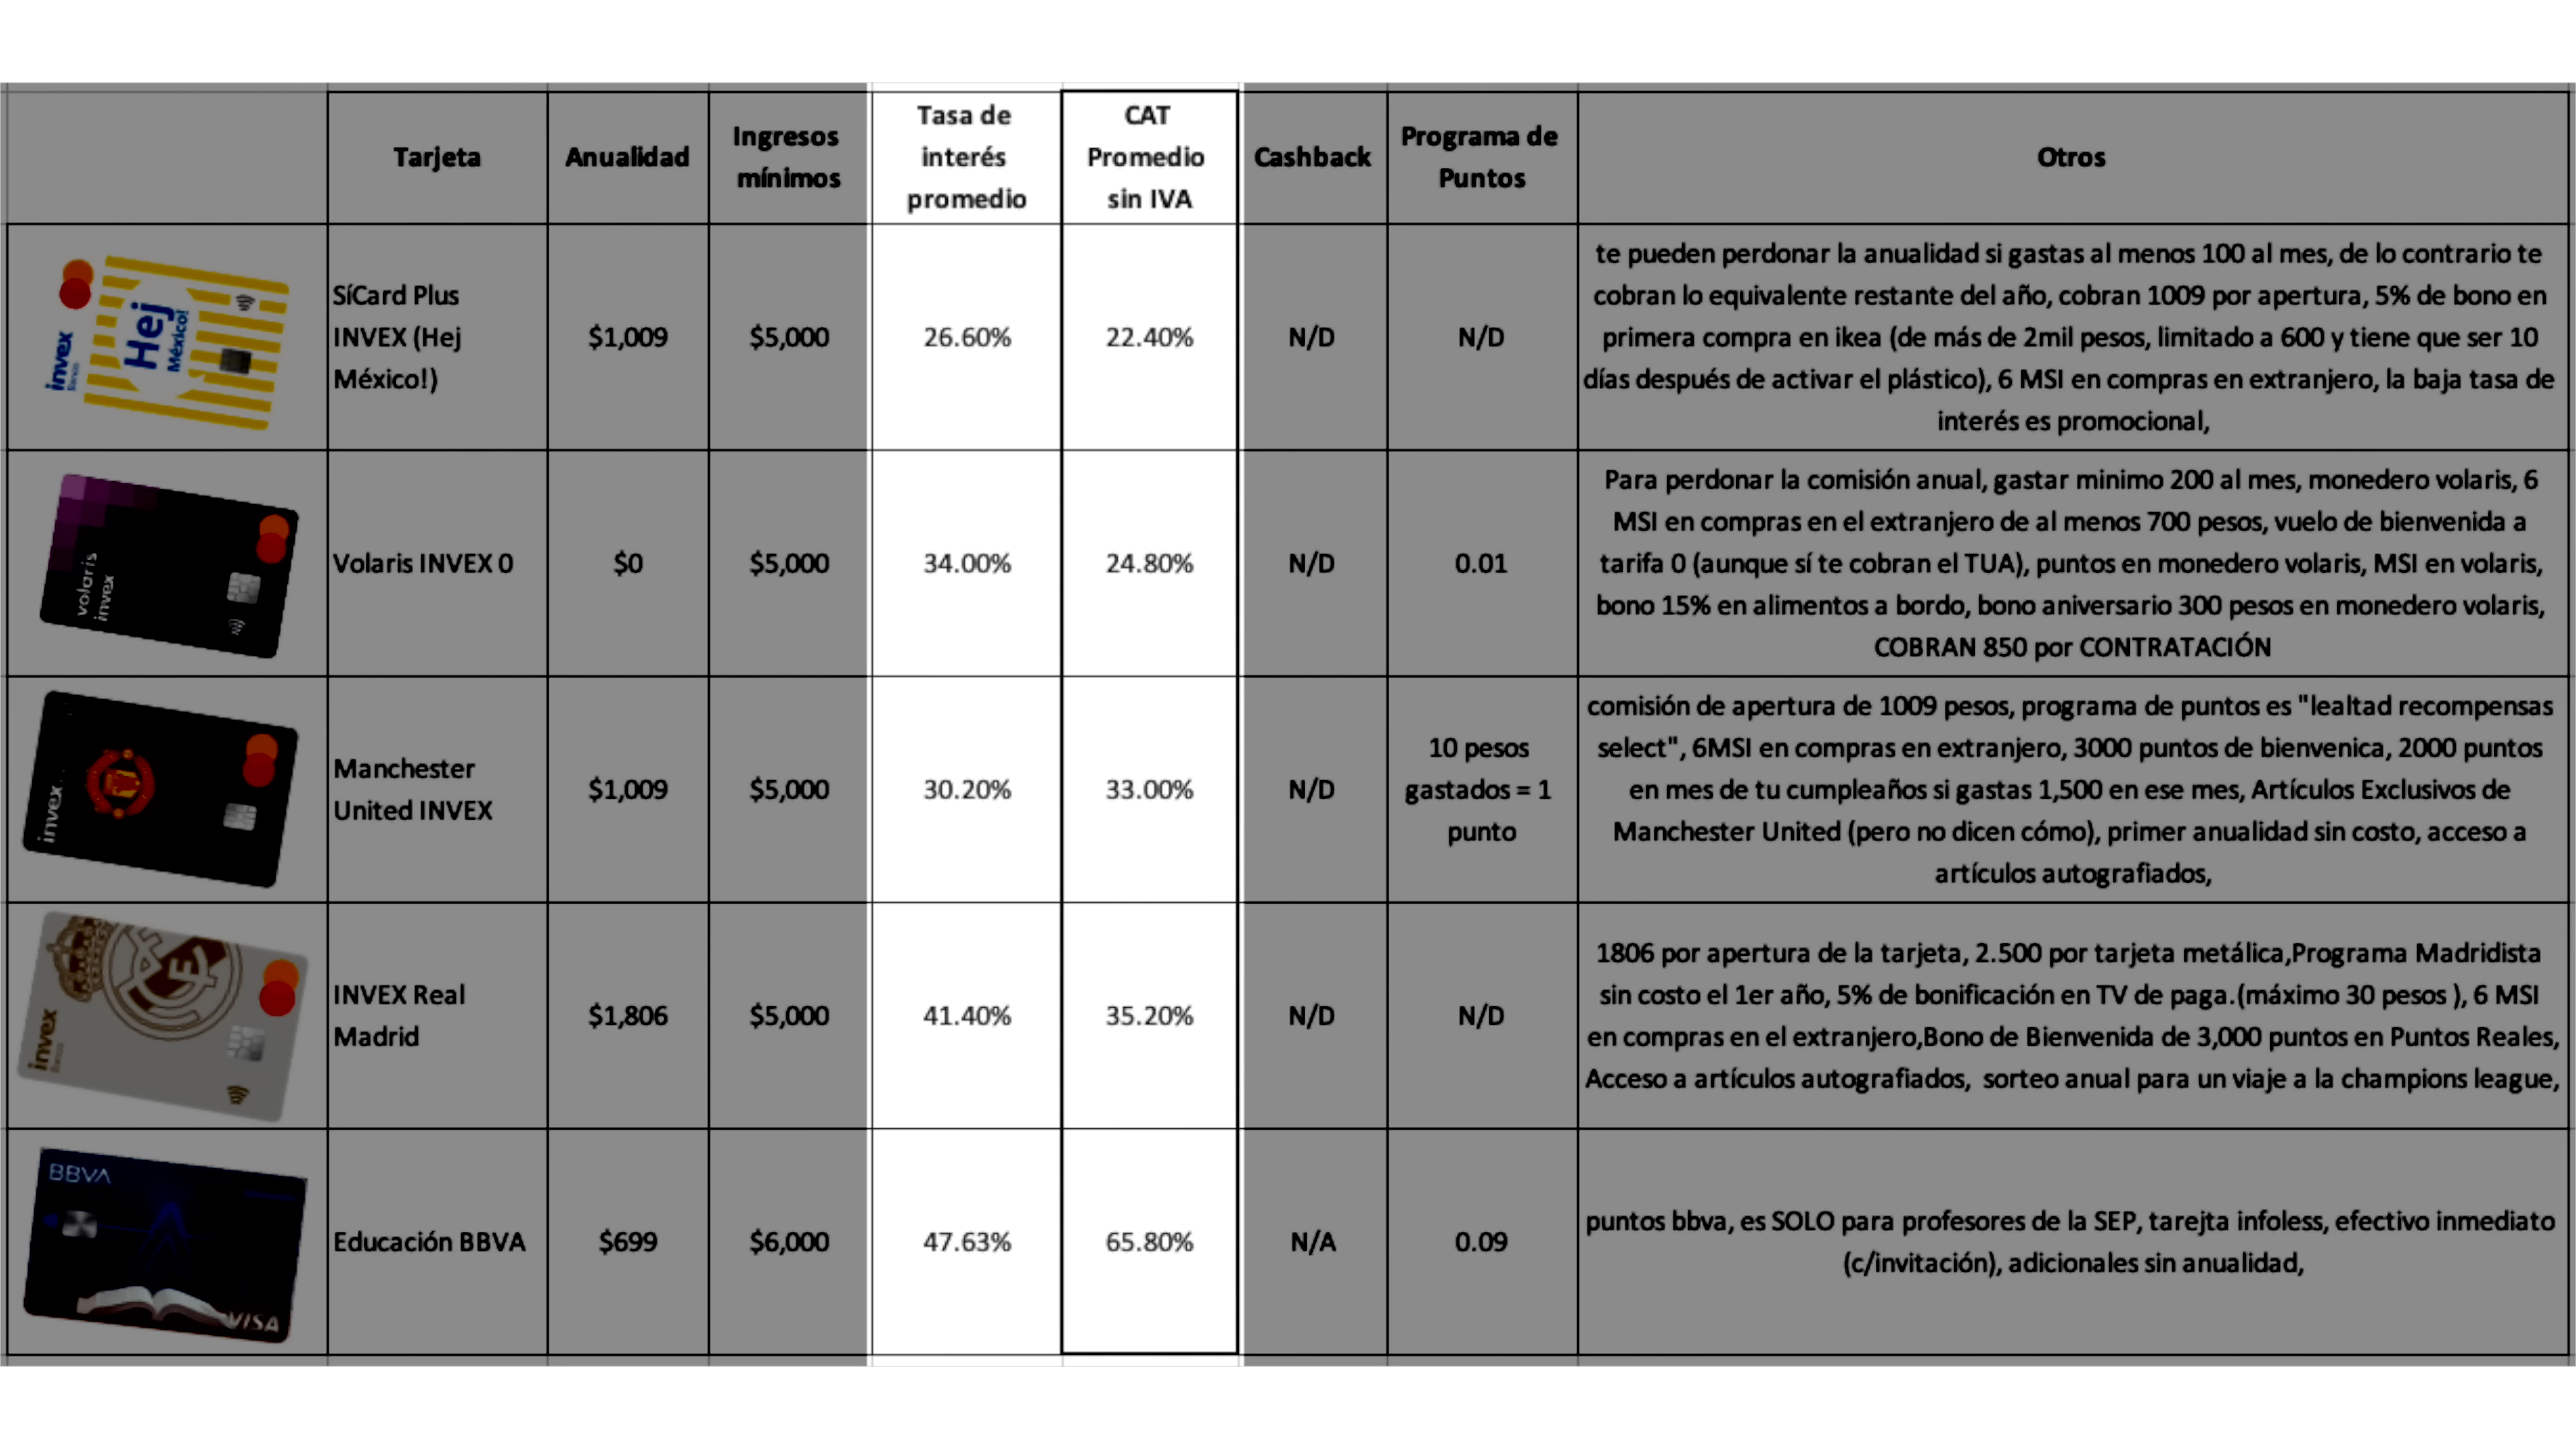 Tarjeta
Anualidad
Ingresos
mínimos
Tasa de
interés
promedio
CAT
Promedio
sin IVA
Cashback
Programa de
Puntos
Otros
invex
Banco
Hej
México!
SíCard Plus
INVEX (Hej
México!)
$1,009
$5,000
26.60%
22.40%
N/D
N/D
te pueden perdonar la anualidad si gastas al menos 100 al mes, de lo contrario te
cobran lo equivalente restante del año, cobran 1009 por apertura, 5% de bono en
primera compra en ikea (de más de 2mil pesos, limitado a 600 y tiene que ser 10
días después de activar el plástico), 6 MSI en compras en extranjero, la baja tasa de
interés es promocional,
volaris
invex
Volaris INVEX 0
$0
$5,000
34.00%
24.80%
N/D
0.01
Para perdonar la comisión anual, gastar minimo 200 al mes, monedero volaris, 6
MSI en compras en el extranjero de al menos 700 pesos, vuelo de bienvenida a
tarifa 0 (aunque sí te cobran el TUA), puntos en monedero volaris, MSI en volaris,
bono 15% en alimentos a bordo, bono aniversario 300 pesos en monedero volaris,
COBRAN 850 por CONTRATACIÓN
invex
Manchester
United INVEX
$1,009
$5,000
30.20%
33.00%
N/D
10 pesos
gastados = 1
punto
comisión de apertura de 1009 pesos, programa de puntos es "lealtad recompensas
select", 6MSI en compras en extranjero, 3000 puntos de bienvenica, 2000 puntos
en mes de tu cumpleaños si gastas 1,500 en ese mes, Artículos Exclusivos de
Manchester United (pero no dicen cómo), primer anualidad sin costo, acceso a
artículos autografiados,
invex
Banco
INVEX Real
Madrid
$1,806
$5,000
41.40%
35.20%
N/D
N/D
1806 por apertura de la tarjeta, 2.500 por tarjeta metálica,Programa Madridista
sin costo el 1er año, 5% de bonificación en TV de paga.(máximo 30 pesos ), 6 MSI
en compras en el extranjero,Bono de Bienvenida de 3,000 puntos en Puntos Reales,
Acceso a artículos autografiados,  sorteo anual para un viaje a la champions league,
BBVA
VISA
Educación BBVA
$699
$6,000
47.63%
65.80%
N/A
0.09
puntos bbva, es SOLO para profesores de la SEP, tarejta infoless, efectivo inmediato
(c/invitación), adicionales sin anualidad,